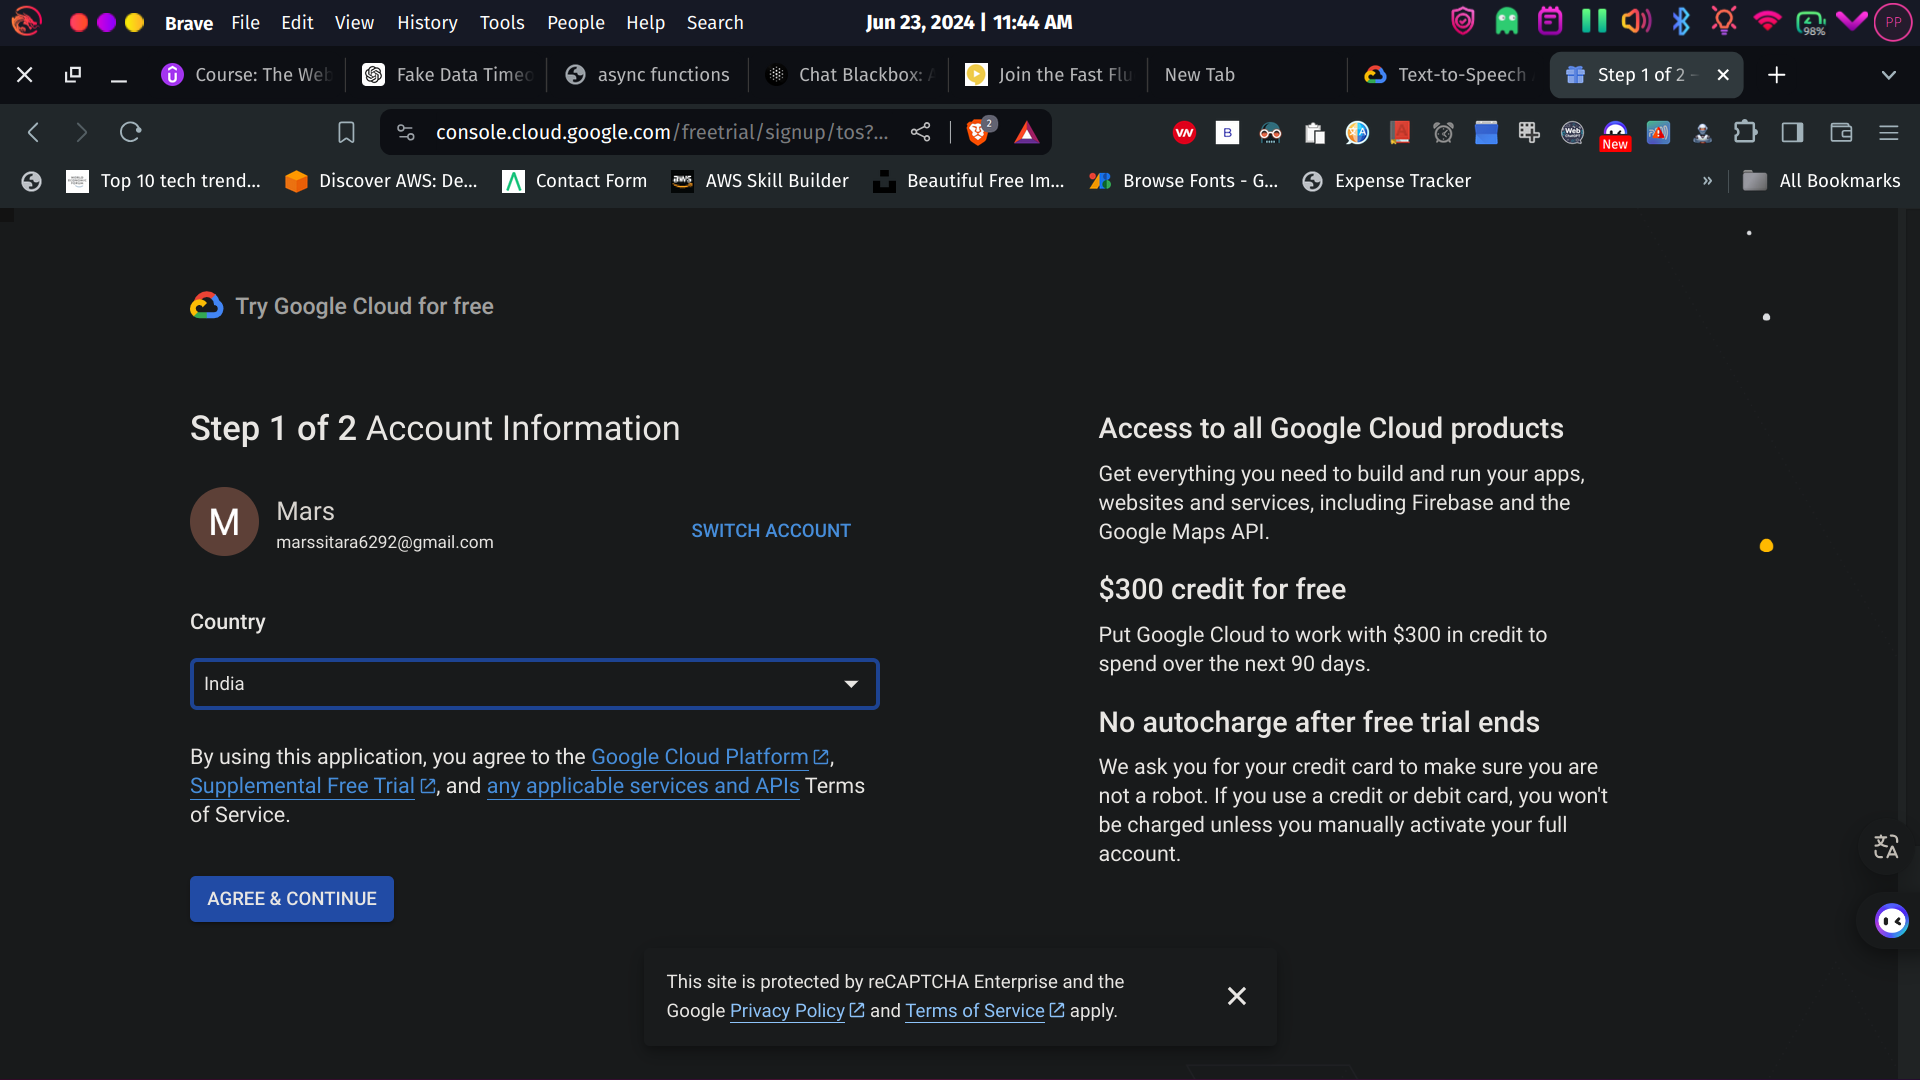 Brave File Edit View History Tools People Help Search Jun 23, 2024 | 11:44 AM 98% PP
Course: The Web Fake Data Timeo async functions Chat Blackbox: A Join the Fast Flu New Tab Text-to-Speech Step 1 of 2 -
console.cloud.google.com/freetrial/signup/tos?... 2 New
Top 10 tech trend... Discover AWS: De... Contact Form AWS Skill Builder Beautiful Free Im... Browse Fonts - G... Expense Tracker » All Bookmarks
Try Google Cloud for free
Step 1 of 2 Account Information
M
Mars
marssitara6292@gmail.com
SWITCH ACCOUNT
Country
India
By using this application, you agree to the Google Cloud Platform,
Supplemental Free Trial, and any applicable services and APIs Terms
of Service.
AGREE & CONTINUE
Access to all Google Cloud products
Get everything you need to build and run your apps,
websites and services, including Firebase and the
Google Maps API.
$300 credit for free
Put Google Cloud to work with $300 in credit to
spend over the next 90 days.
No autocharge after free trial ends
We ask you for your credit card to make sure you are
not a robot. If you use a credit or debit card, you won't
be charged unless you manually activate your full
account.
This site is protected by reCAPTCHA Enterprise and the
Google Privacy Policy and Terms of Service apply.